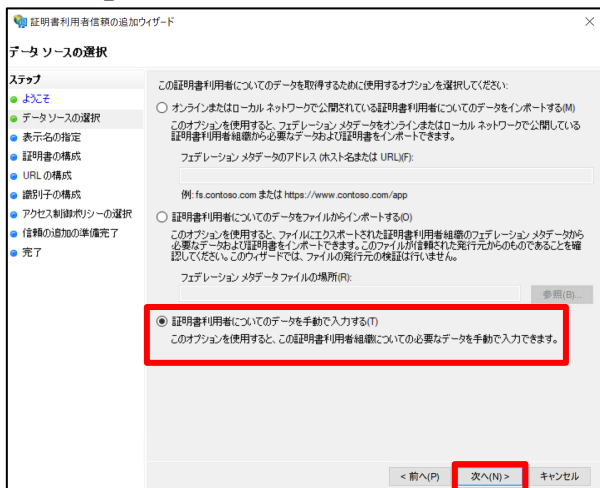 証明書利用者信頼の追加ウィザード
データ ソースの選択
ステップ
ようこそ
データ ソースの選択
表示名の指定
証明書の構成
URL の構成
識別子の構成
アクセス制御ポリシーの選択
信頼の追加の準備完了
完了
この証明書利用者についてのデータを取得するために使用するオプションを選択してください:
オンラインまたはローカル ネットワークで公開されている証明書利用者についてのデータをインポートする(M)
このオプションを使用すると、フェデレーション メタデータをオンラインまたはローカル ネットワークで公開している
証明書利用者組織から必要なデータおよび証明書をインポートできます。
フェデレーション メタデータのアドレス (ホスト名または URL)(F):
例: fs.contoso.com または https://www.contoso.com/app
証明書利用者についてのデータをファイルからインポートする(O)
このオプションを使用すると、ファイルにエクスポートされた証明書利用者組織のフェデレーション メタデータから
必要なデータおよび証明書をインポートできます。このファイルが信頼された発行元からのものであることを確
認してください。このウィザードでは、ファイルの発行元の検証は行いません。
フェデレーション メタデータ ファイルの場所(R):
参照(B)...
証明書利用者についてのデータを手動で入力する(T)
このオプションを使用すると、この証明書利用者組織についての必要なデータを手動で入力できます。
< 前へ(P)
次へ(N) >
キャンセル